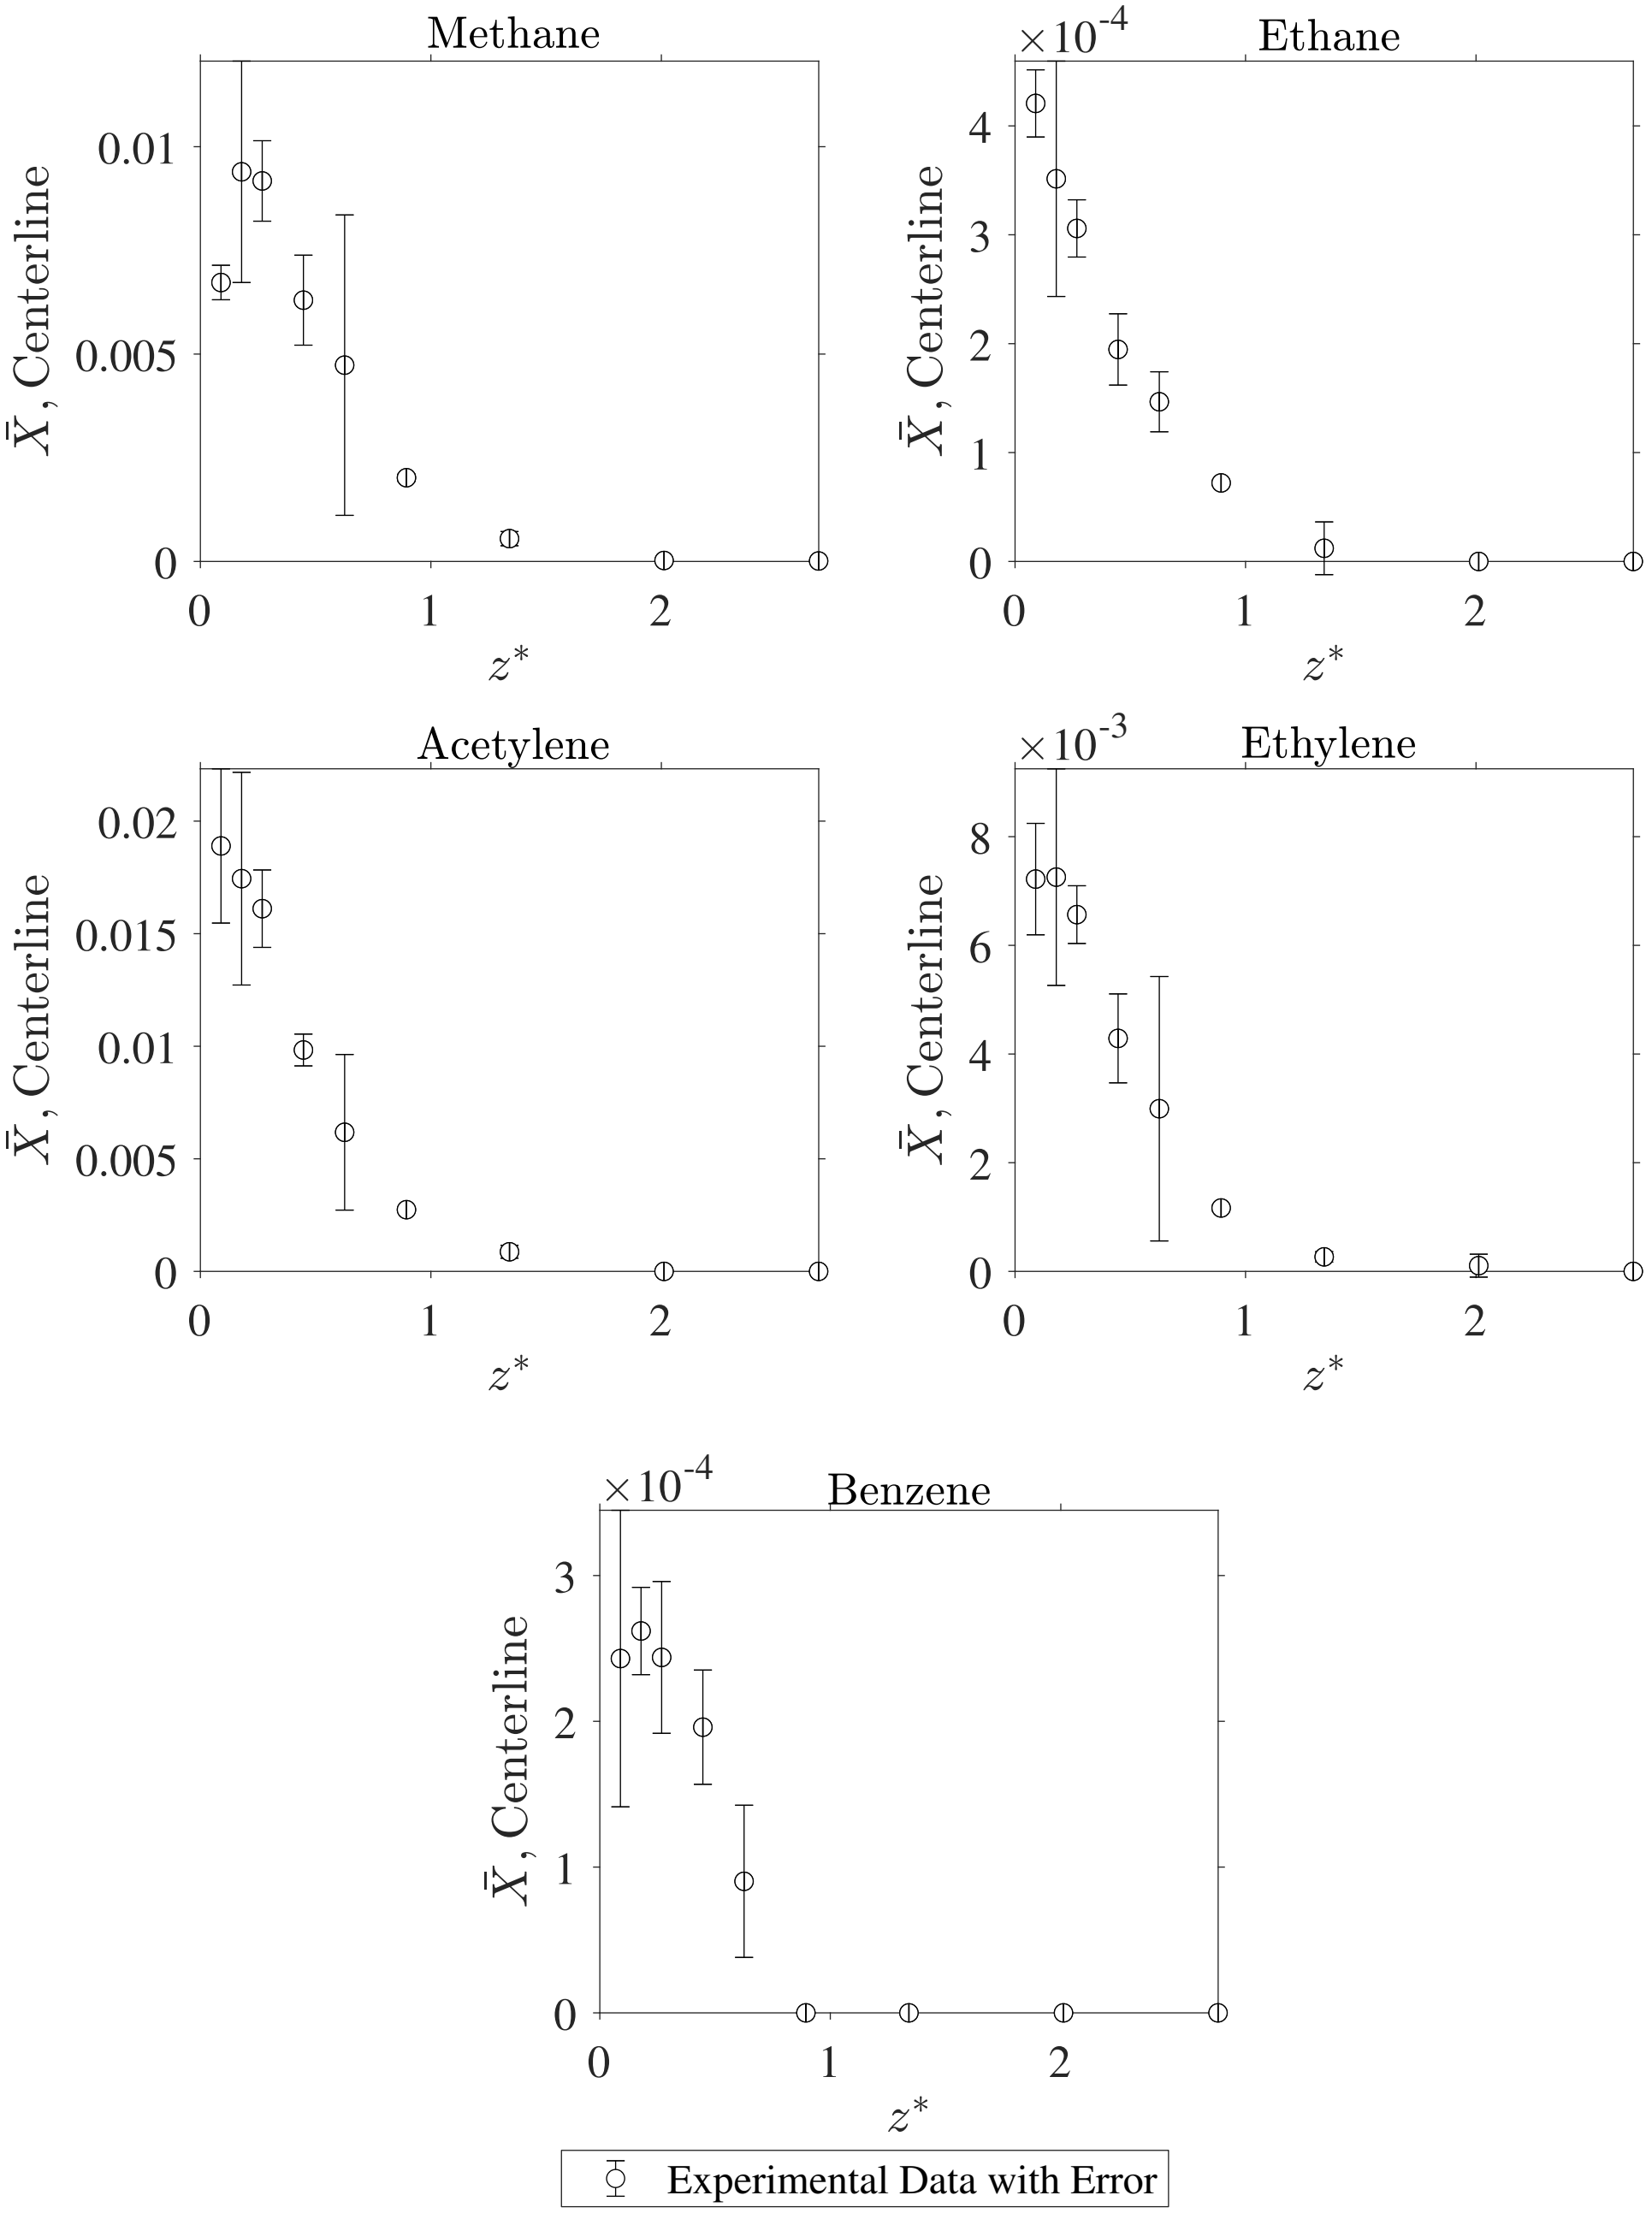 Methane
0.01
0.005
0
0 1 2
X̄, Centerline
z*
×10⁻⁴
Ethane
4
3
2
1
0
0 1 2
X̄, Centerline
z*
Acetylene
0.02
0.015
0.01
0.005
0
0 1 2
X̄, Centerline
z*
×10⁻³
Ethylene
8
6
4
2
0
0 1 2
X̄, Centerline
z*
×10⁻⁴
Benzene
3
2
1
0
0 1 2
X̄, Centerline
z*
Experimental Data with Error